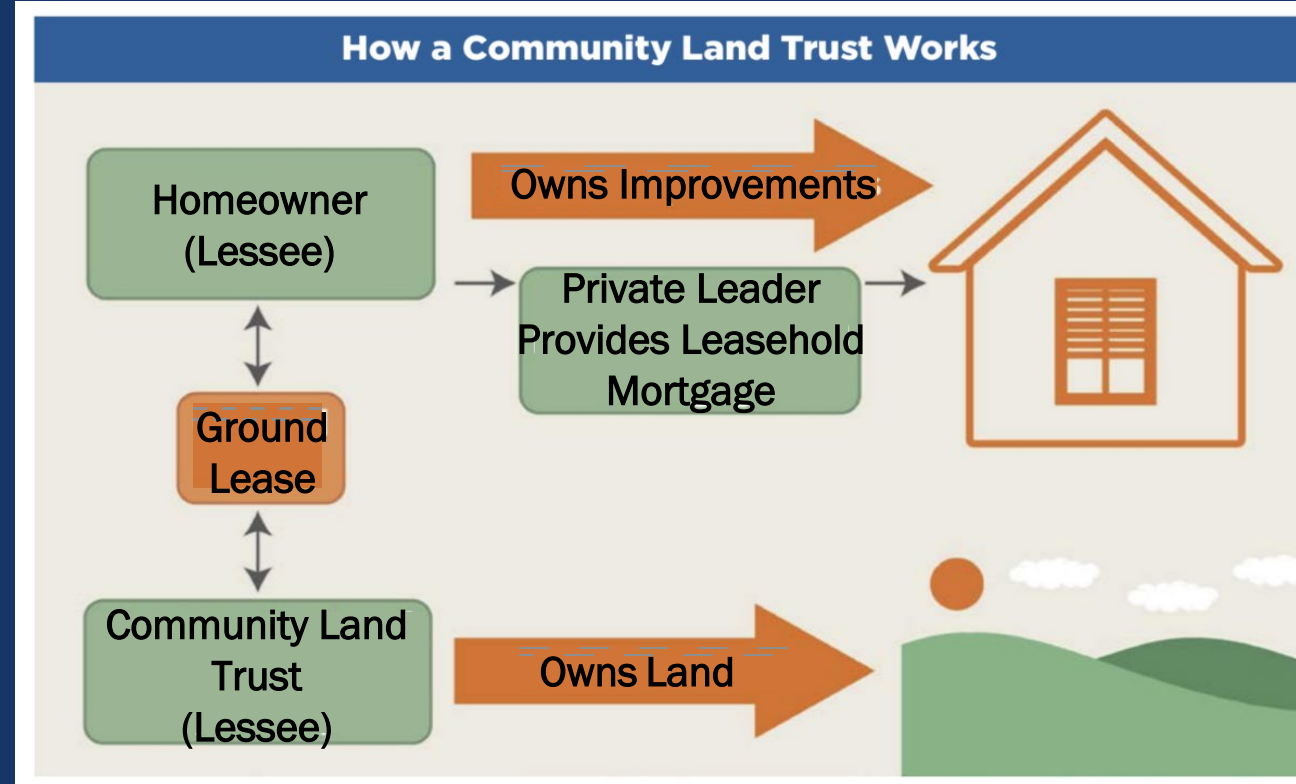 How a Community Land Trust Works
Homeowner
(Lessee)
Owns Improvements
Private Leader
Provides Leasehold
Mortgage
Ground
Lease
Community Land
Trust
(Lessee)
Owns Land